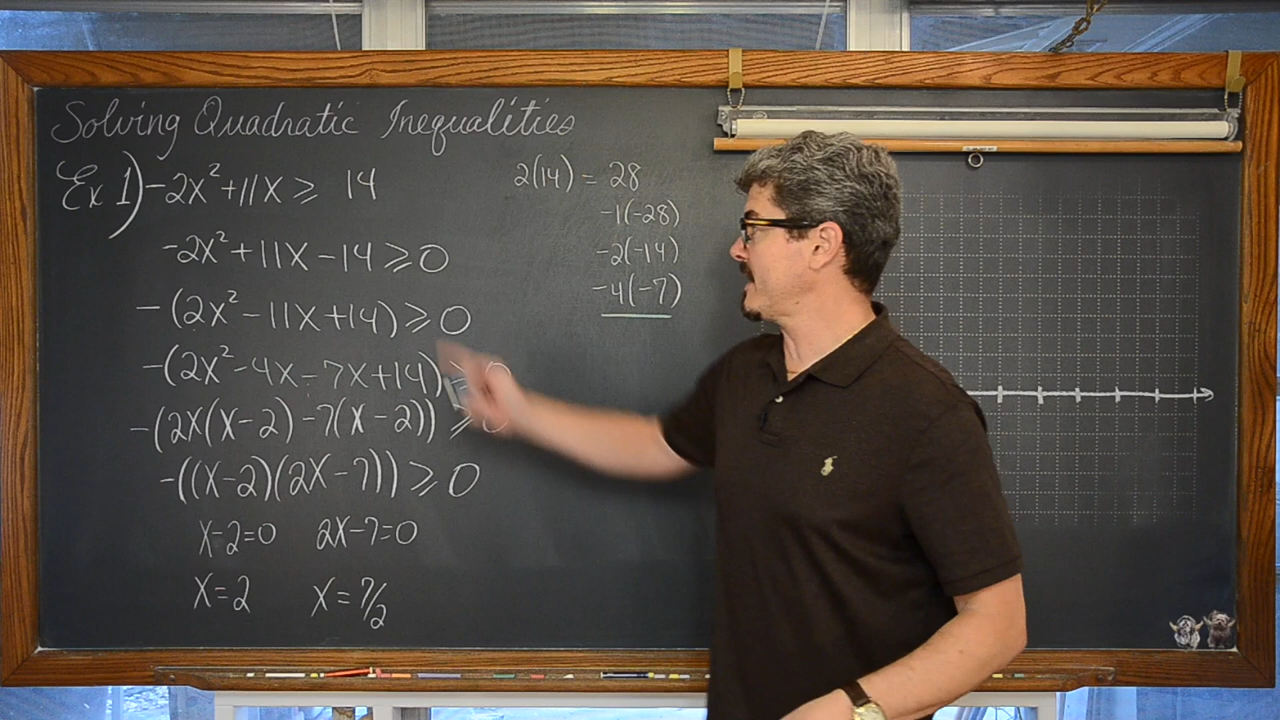 Solving Quadratic Inequalities
Ex 1) -2x² + 11x ≥ 14
-2x² + 11x - 14 ≥ 0
-(2x² - 11x + 14) ≥ 0
-(2x² - 4x - 7x + 14) ≥ 0
-(2x(x - 2) - 7(x - 2)) ≥ 0
-((x - 2)(2x - 7)) ≥ 0
x - 2 = 0 2x - 7 = 0
x = 2 x = 7/2
2(14) = 28
-1(-28)
-2(-14)
-4(-7)